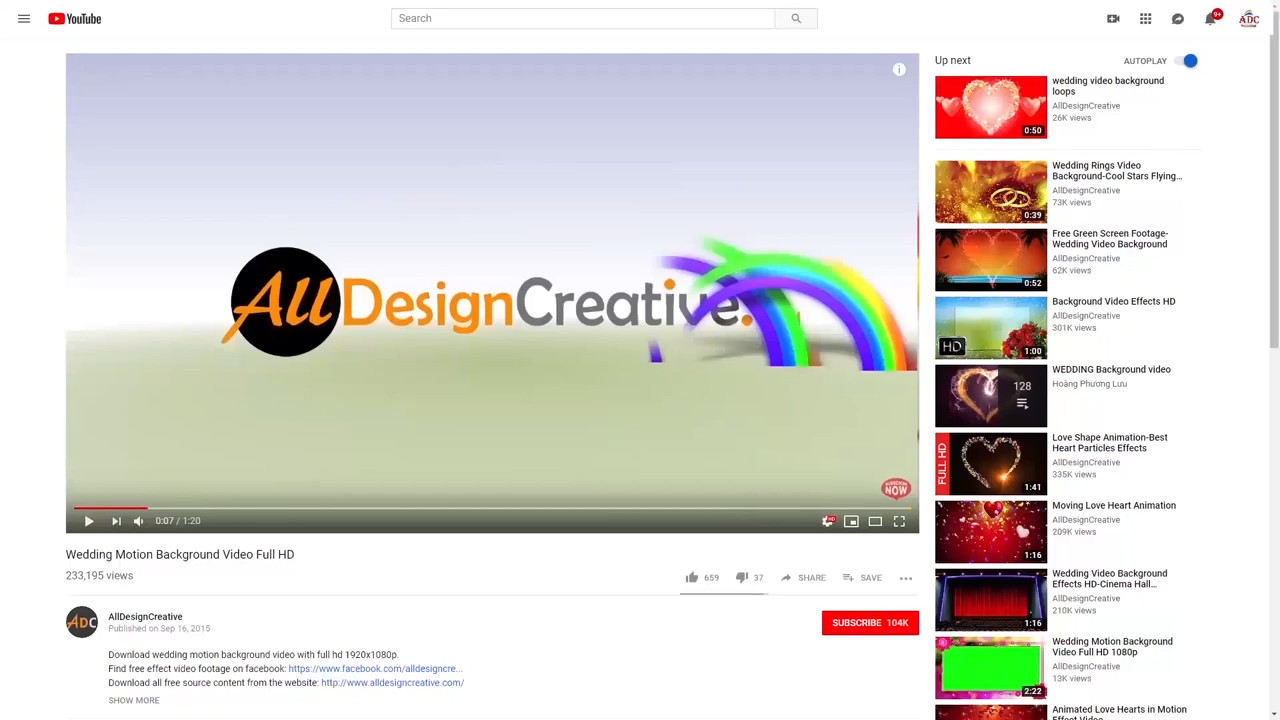 YouTube
Search
9+
ADC
AllDesignCreative.
SUBSCRIBE
NOW
0:07 / 1:20
HD
Wedding Motion Background Video Full HD
233,195 views
659
37
SHARE
SAVE
ADC
AllDesignCreative
Published on Sep 16, 2015
SUBSCRIBE 104K
Download wedding motion background video with full hd 1920x1080p.
Find free effect video footage on facebook: https://www.facebook.com/alldesigncre...
Download all free source content from the website: http://www.alldesigncreative.com/
SHOW MORE
Up next
AUTOPLAY
0:50
wedding video background
loops
AllDesignCreative
26K views
0:39
Wedding Rings Video
Background-Cool Stars Flying...
AllDesignCreative
73K views
0:52
Free Green Screen Footage-
Wedding Video Background
AllDesignCreative
62K views
HD
1:00
Background Video Effects HD
AllDesignCreative
301K views
128
WEDDING Background video
Hoàng Phương Lưu
FULL HD
1:41
Love Shape Animation-Best
Heart Particles Effects
AllDesignCreative
335K views
1:16
Moving Love Heart Animation
AllDesignCreative
209K views
1:16
Wedding Video Background
Effects HD-Cinema Hall...
AllDesignCreative
210K views
2:22
Wedding Motion Background
Video Full HD 1080p
AllDesignCreative
13K views
Animated Love Hearts in Motion
Effect Video